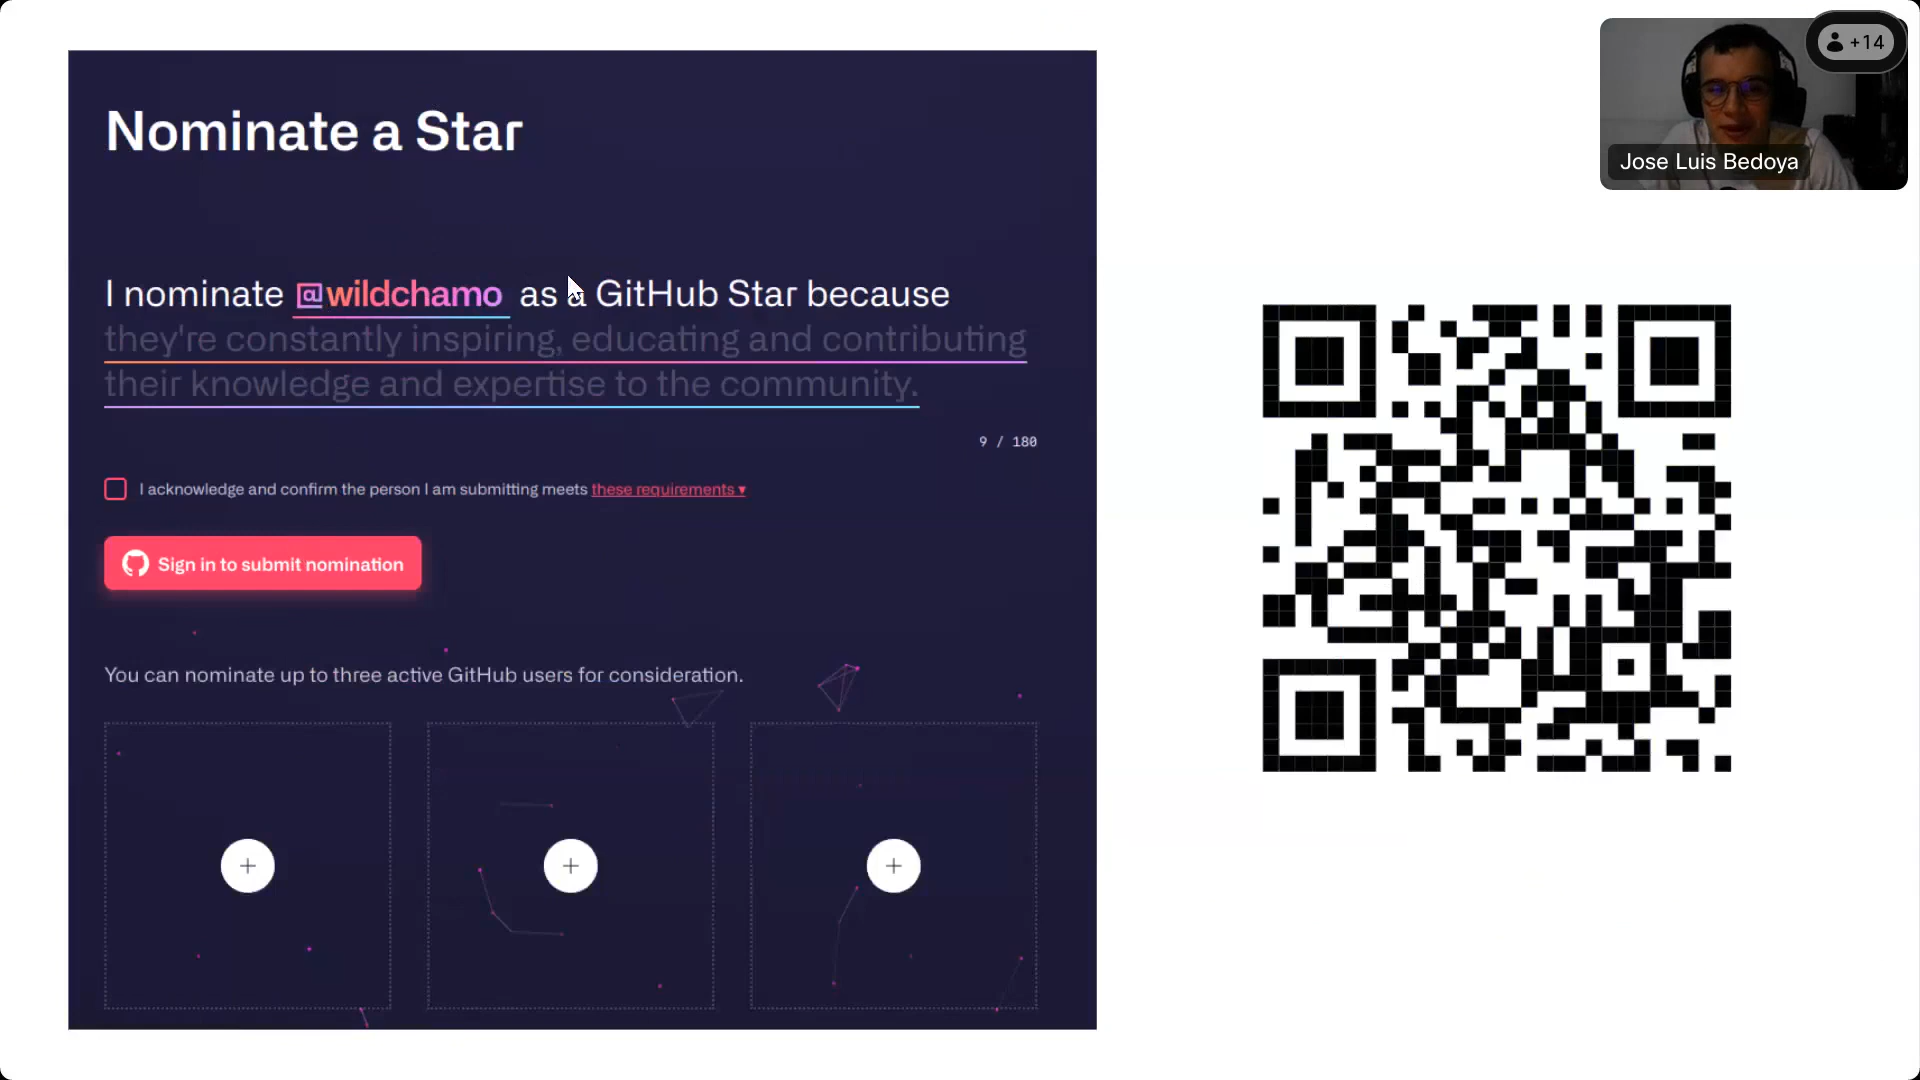 Nominate a Star
I nominate @wildchamo as a GitHub Star because
they're constantly inspiring, educating and contributing
their knowledge and expertise to the community.
9 / 180
I acknowledge and confirm the person I am submitting meets these requirements ▾
Sign in to submit nomination
You can nominate up to three active GitHub users for consideration.
+14
Jose Luis Bedoya